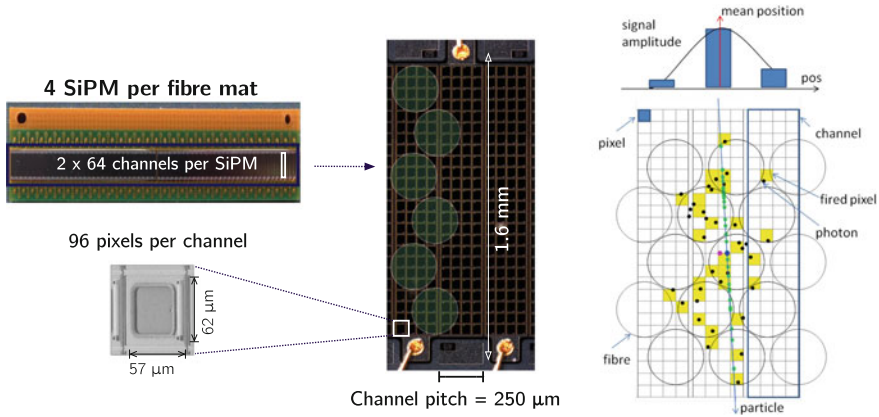 4 SiPM per fibre mat
2 x 64 channels per SiPM
96 pixels per channel
62 µm
57 µm
1.6 mm
Channel pitch = 250 µm
signal
amplitude
mean position
pos
pixel
channel
fired pixel
photon
fibre
particle